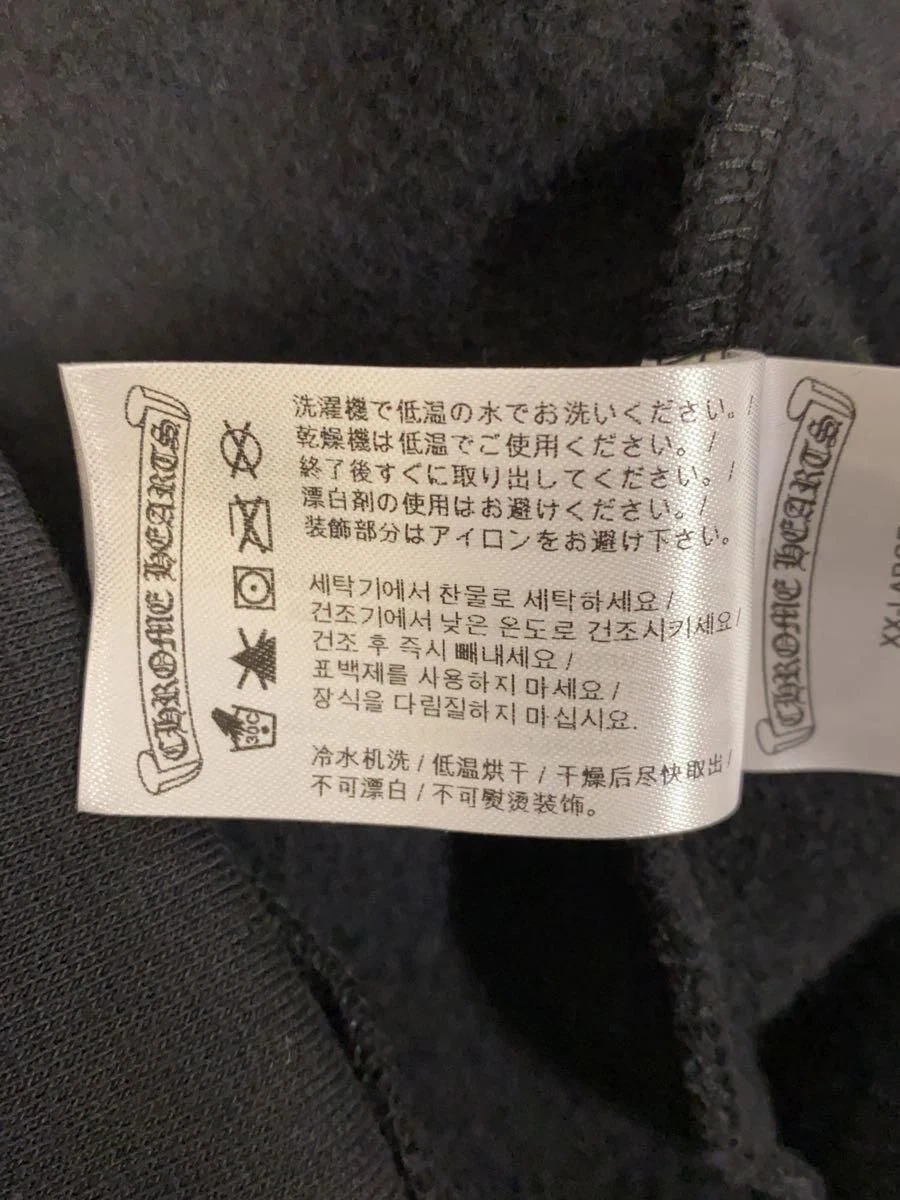 CHROME HEARTS
洗濯機で低温の水でお洗いください。/
乾燥機は低温でご使用ください。/
終了後すぐに取り出してください。/
漂白剤の使用はお避けください。/
装飾部分はアイロンをお避け下さい。
세탁기에서 찬물로 세탁하세요 /
건조기에서 낮은 온도로 건조시키세요/
건조 후 즉시 빼내세요 /
표백제를 사용하지 마세요 /
장식을 다림질하지 마십시요.
冷水机洗 / 低温烘干 / 干燥后尽快取出 /
不可漂白 / 不可熨烫装饰。
30C
CHROME HEARTS
XX-LARGE